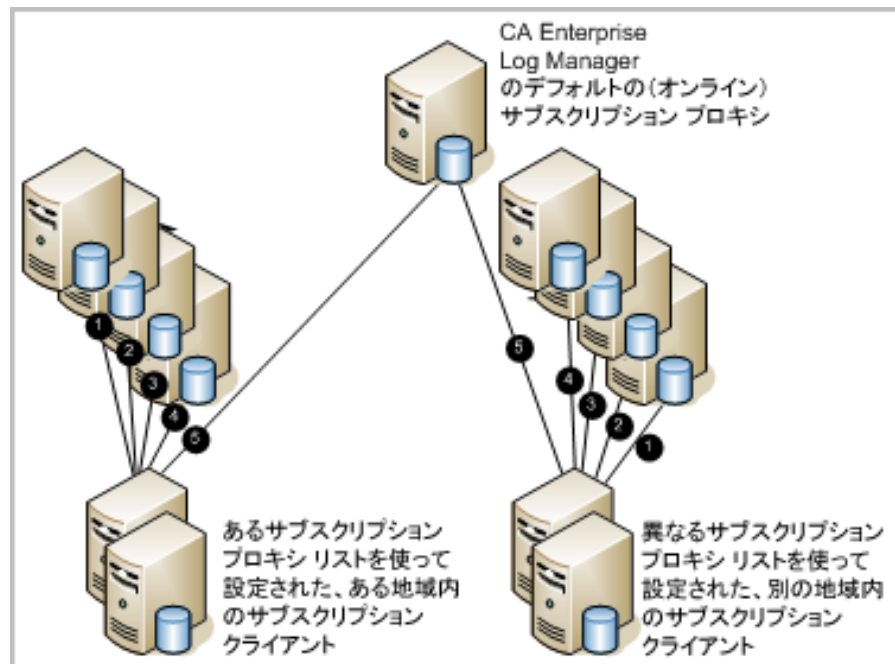 CA Enterprise
Log Manager
のデフォルトの(オンライン)
サブスクリプション プロキシ
1
2
3
4
5
5
4
3
2
1
あるサブスクリプション
プロキシ リストを使って
設定された、ある地域内
のサブスクリプション
クライアント
異なるサブスクリプション
プロキシ リストを使って
設定された、別の地域内
のサブスクリプション
クライアント